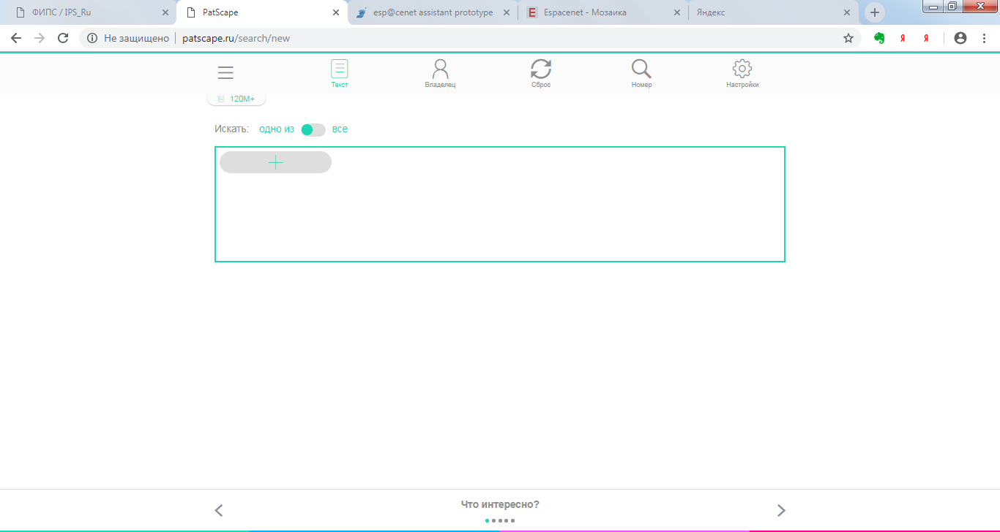 ФИПС / IPS_Ru
PatScape
esp@cenet assistant prototype
Espacenet - Мозаика
Яндекс
Не защищено
patscape.ru/search/new
Я
Я
Текст
Владелец
Сброс
Номер
Настройки
120M+
Искать: одно из все
Что интересно?